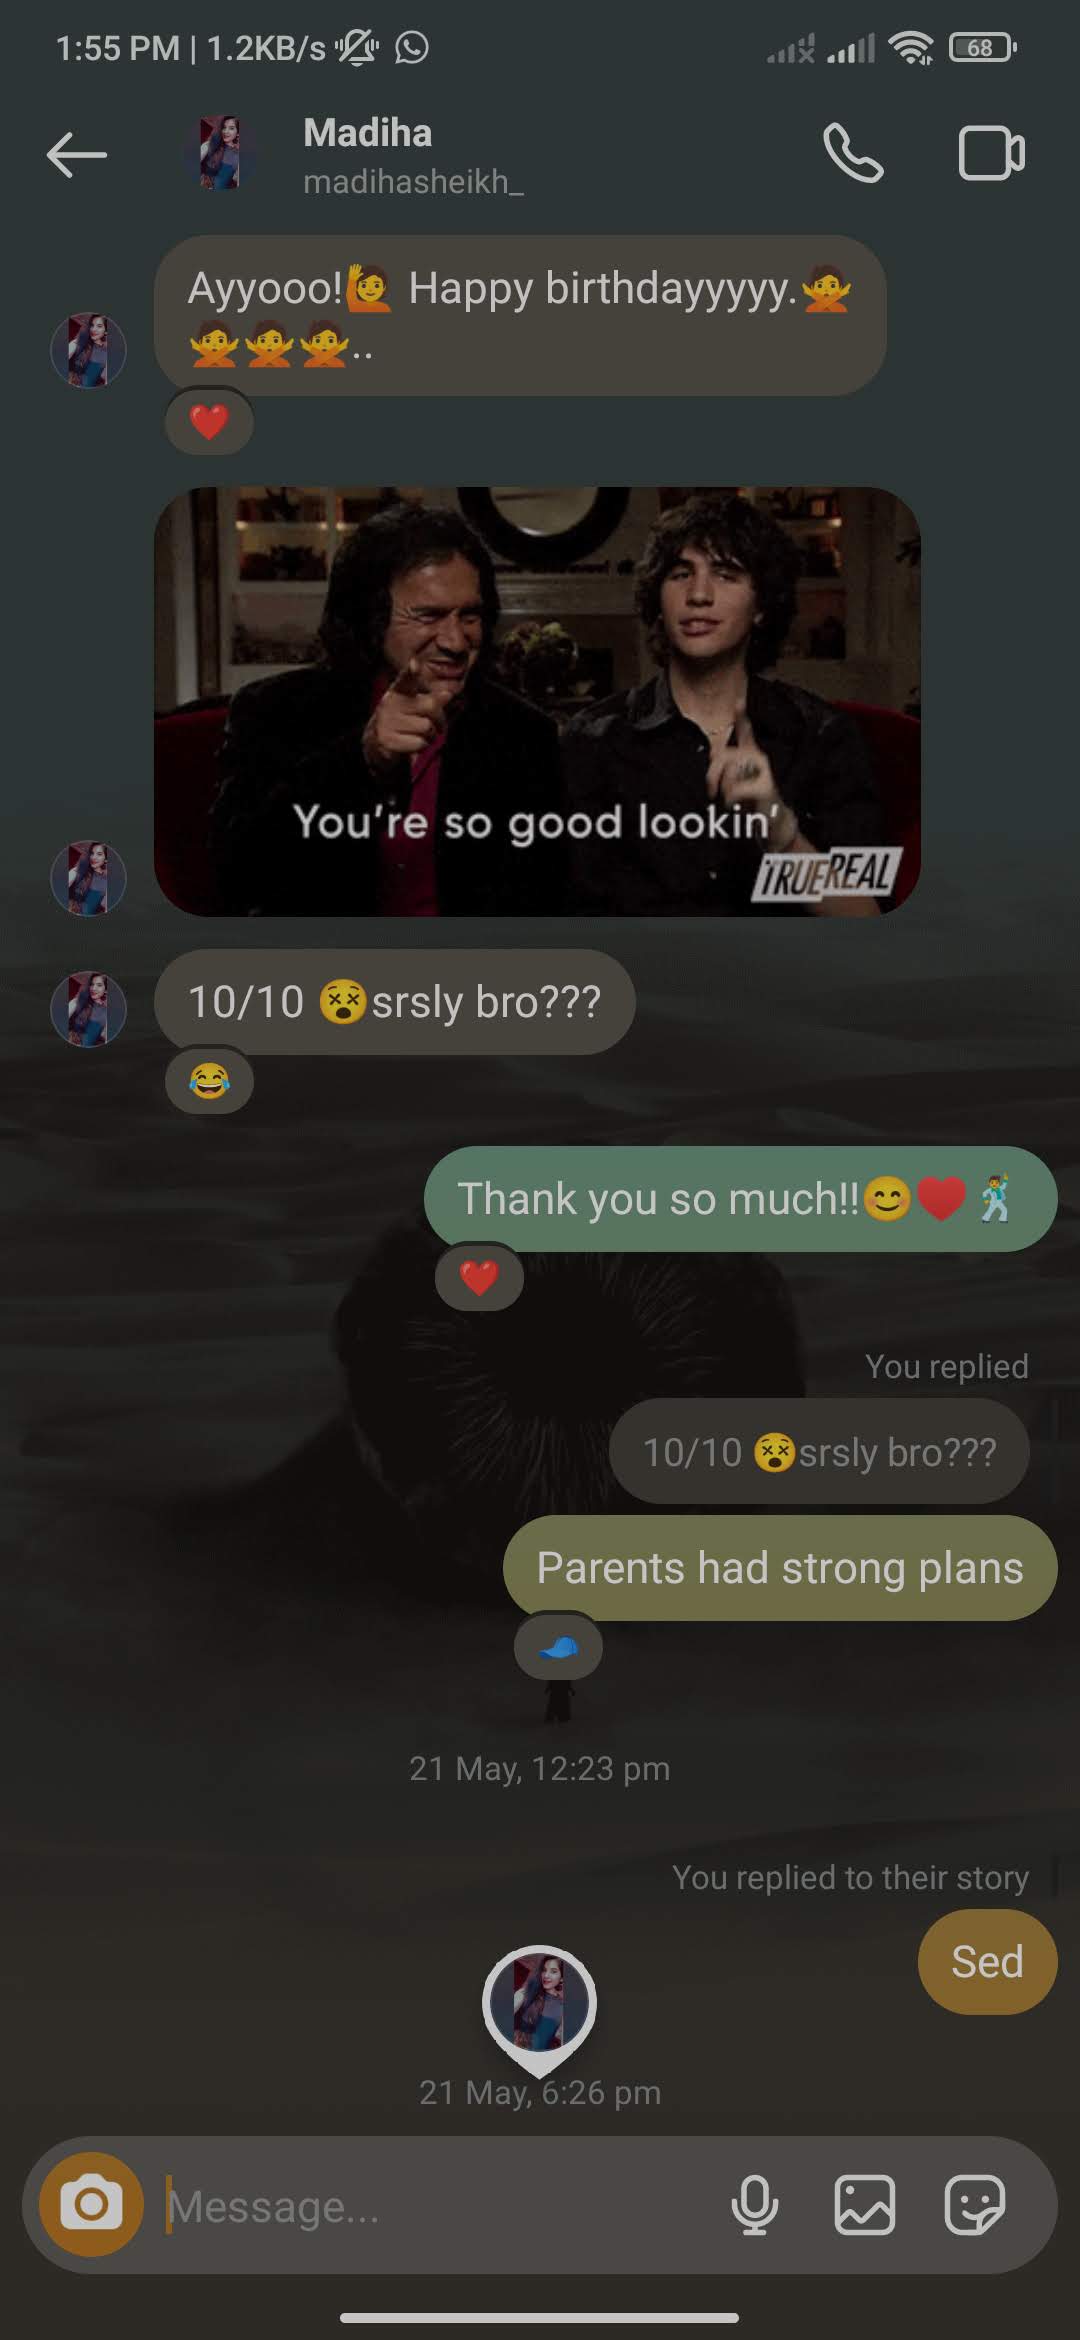 1:55 PM | 1.2KB/s
68
Madiha
madihasheikh_
Ayyooo!🙋 Happy birthdayyyyy.🙅
🙅🙅🙅..
❤️
You're so good lookin'
TRUEREAL
10/10 😵srsly bro???
😂
Thank you so much!!😊❤️🕺
❤️
You replied
10/10 😵srsly bro???
Parents had strong plans
🧢
21 May, 12:23 pm
You replied to their story
Sed
21 May, 6:26 pm
Message...